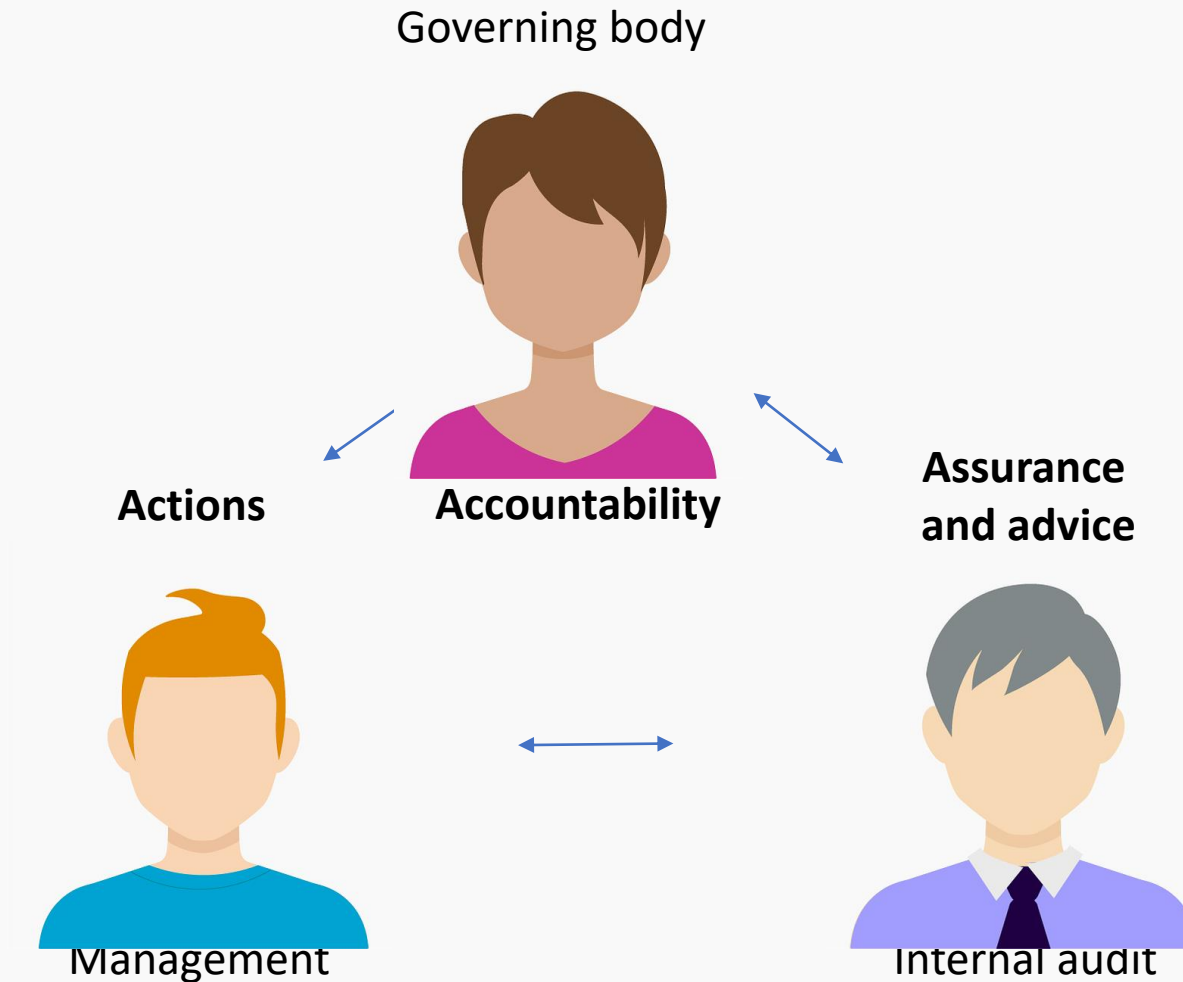 Governing body
Actions
Accountability
Assurance
and advice
Management
Internal audit